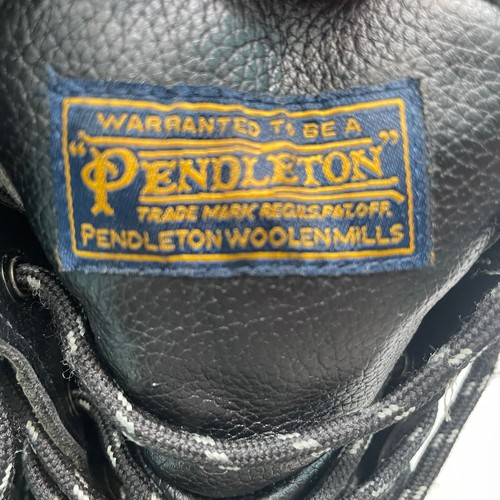 WARRANTED TO BE A
"PENDLETON"
TRADE MARK REG.U.S.PAT.OFF.
PENDLETON WOOLEN MILLS